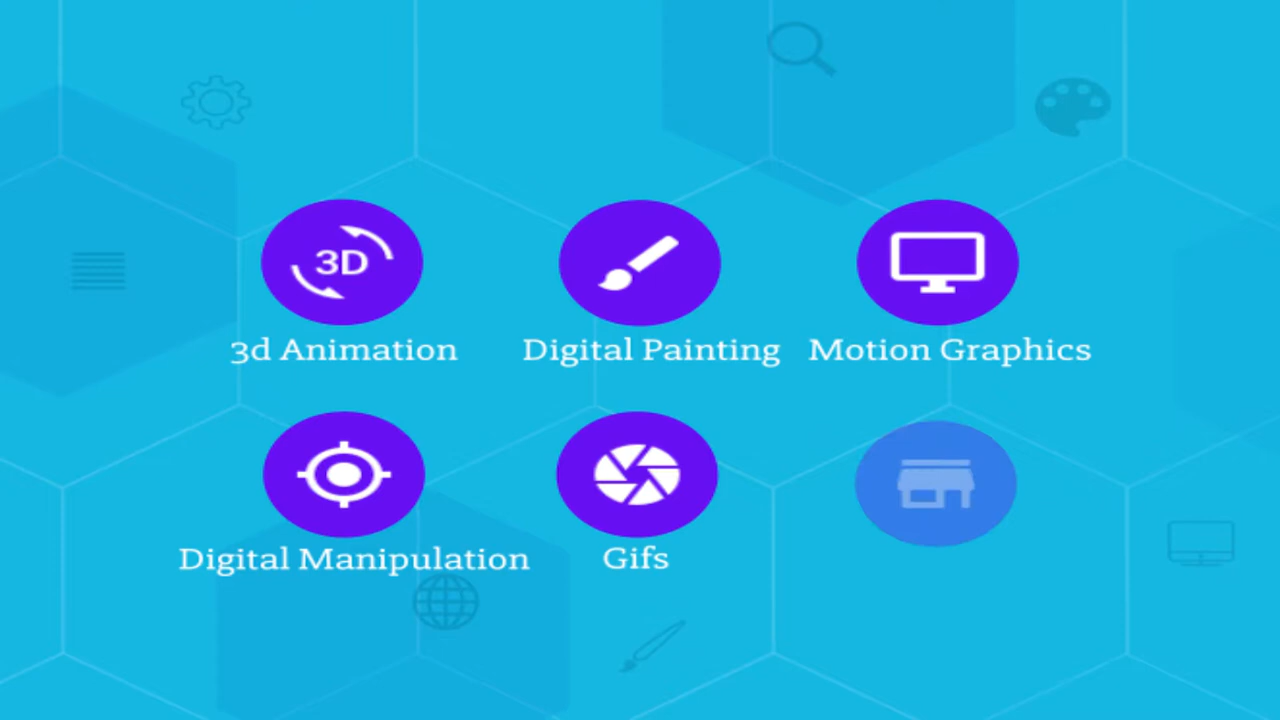 3D
3d Animation
Digital Painting
Motion Graphics
Digital Manipulation
Gifs